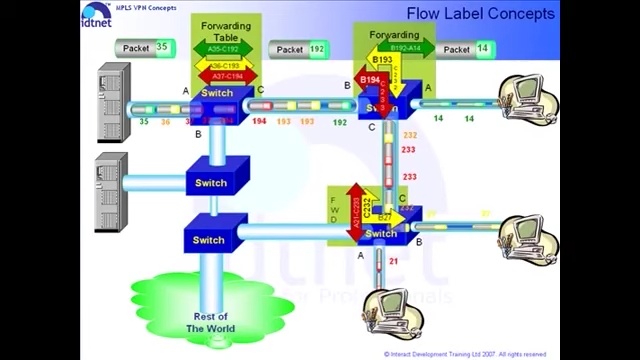 idtnet
MPLS VPN Concepts
Flow Label Concepts
Forwarding
Table
Forwarding
Packet 35
A35-C192
Packet 192
B192-A14
Packet 14
A36-C193
B193
A37-C194
B194
A
Switch
C
B
Switch
A
35
36
194
193
193
192
14
14
B
C
232
233
233
Switch
F
W
D
A21-C233
C232
B27
C
232
Switch
Switch
B
A
21
Rest of
The World
© Interact Development Training Ltd 2007. All rights reserved